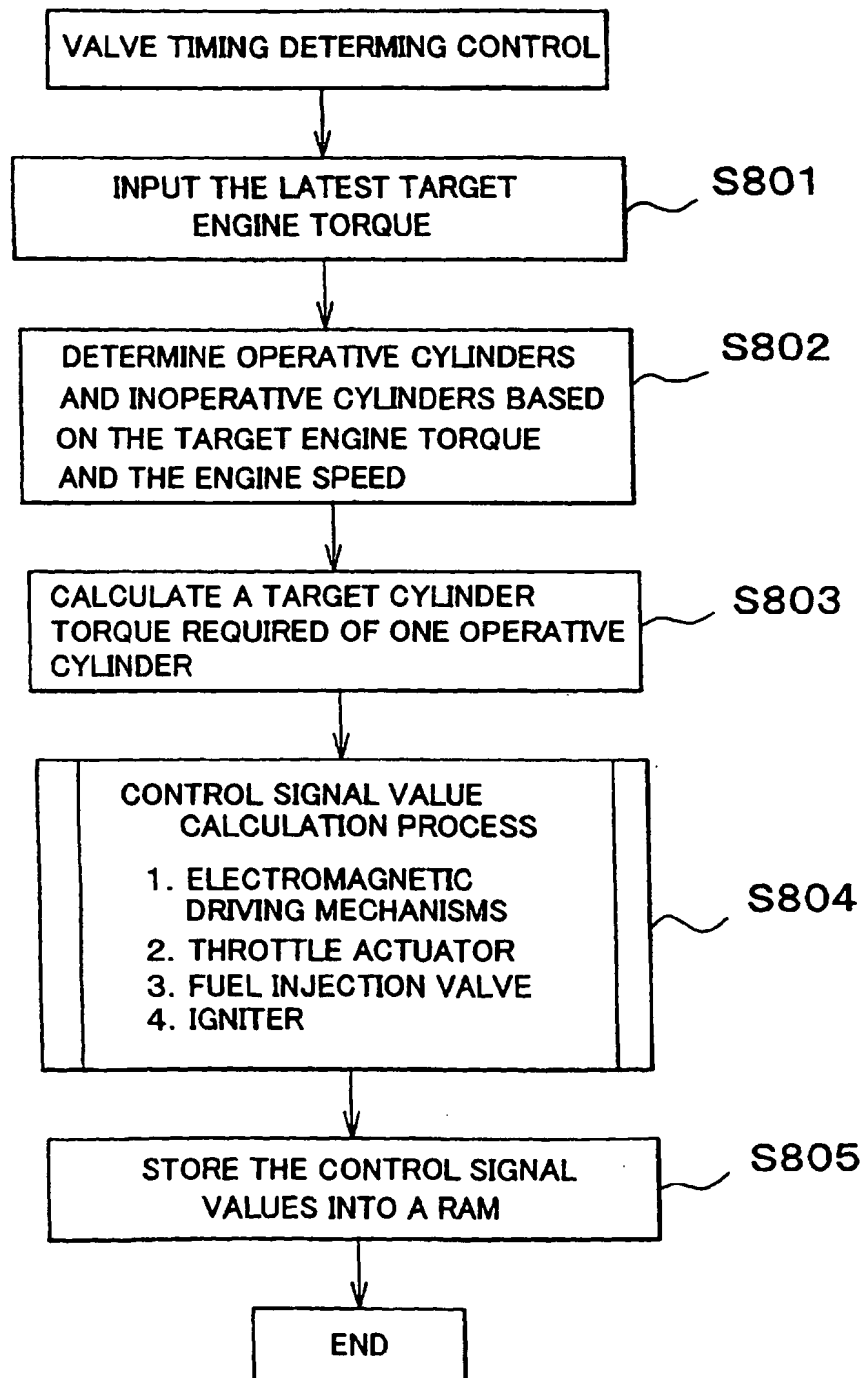 VALVE TIMING DETERMING CONTROL
INPUT THE LATEST TARGET
ENGINE TORQUE
S801
DETERMINE OPERATIVE CYLINDERS
AND INOPERATIVE CYLINDERS BASED
ON THE TARGET ENGINE TORQUE
AND THE ENGINE SPEED
S802
CALCULATE A TARGET CYLINDER
TORQUE REQUIRED OF ONE OPERATIVE
CYLINDER
S803
CONTROL SIGNAL VALUE
CALCULATION PROCESS
1. ELECTROMAGNETIC
DRIVING MECHANISMS
2. THROTTLE ACTUATOR
3. FUEL INJECTION VALVE
4. IGNITER
S804
STORE THE CONTROL SIGNAL
VALUES INTO A RAM
S805
END